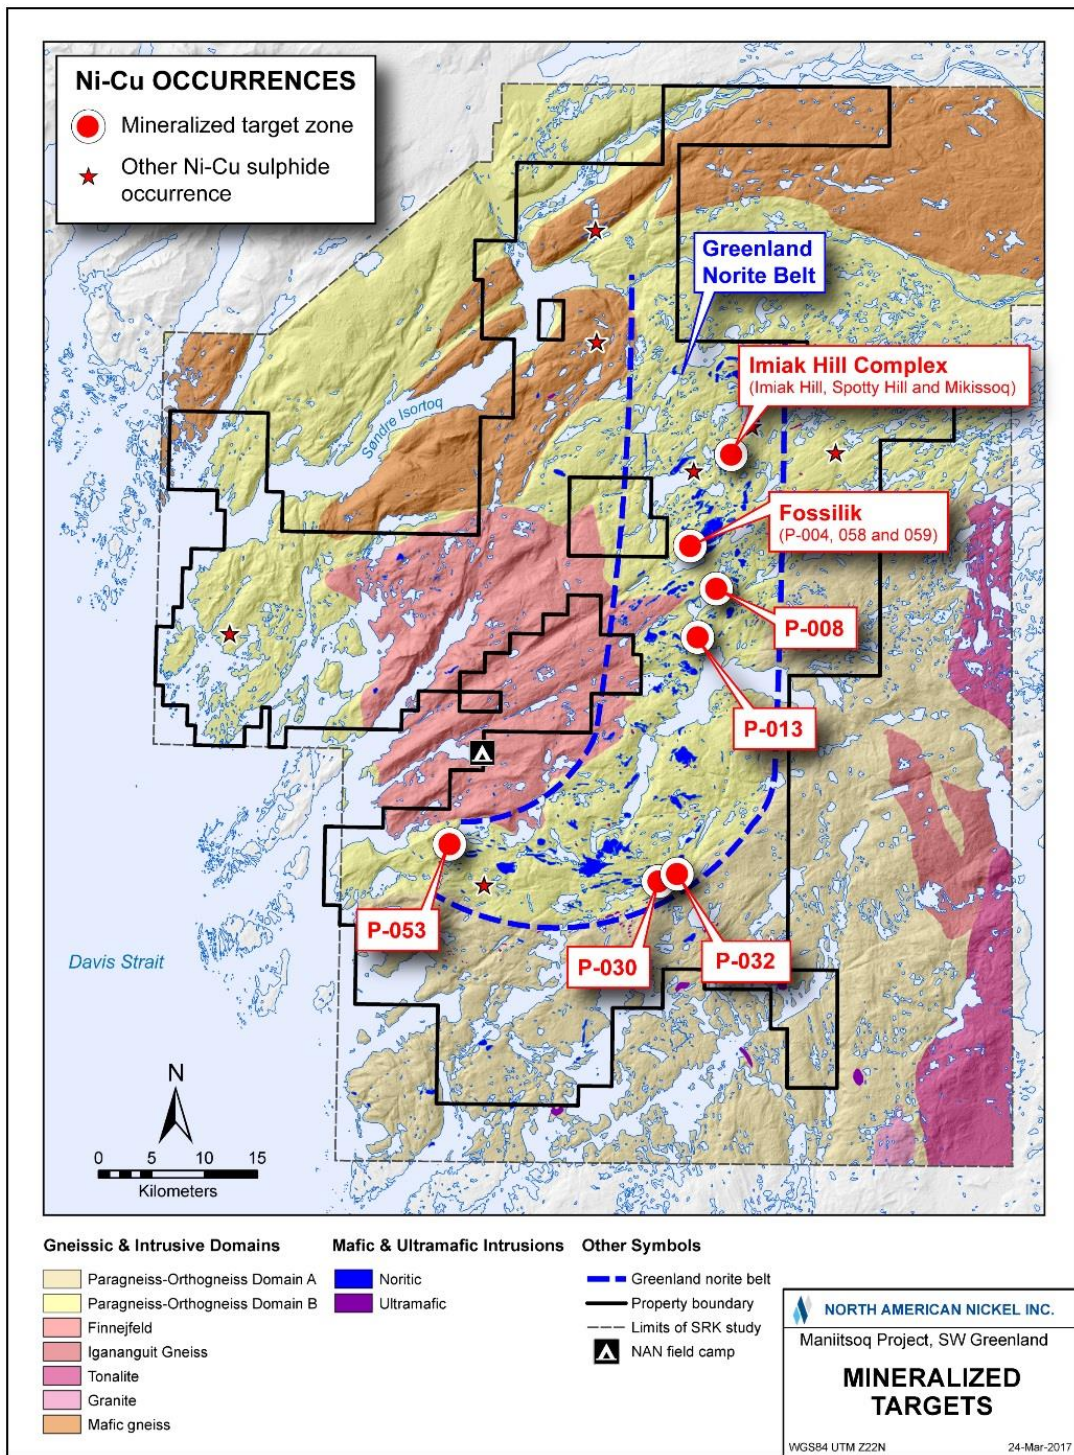 Ni-Cu OCCURRENCES
Mineralized target zone
Other Ni-Cu sulphide
occurrence
Greenland
Norite Belt
Imiak Hill Complex
(Imiak Hill, Spotty Hill and Mikissoq)
Søndre Isortoq
Fossilik
(P-004, 058 and 059)
P-008
P-013
P-053
P-030
P-032
Davis Strait
N
0 5 10 15
Kilometers
Gneissic & Intrusive Domains
Paragneiss-Orthogneiss Domain A
Paragneiss-Orthogneiss Domain B
Finnejfeld
Igananguit Gneiss
Tonalite
Granite
Mafic gneiss
Mafic & Ultramafic Intrusions
Noritic
Ultramafic
Other Symbols
Greenland norite belt
Property boundary
Limits of SRK study
NAN field camp
NORTH AMERICAN NICKEL INC.
Maniitsoq Project, SW Greenland
MINERALIZED
TARGETS
WGS84 UTM Z22N 24-Mar-2017